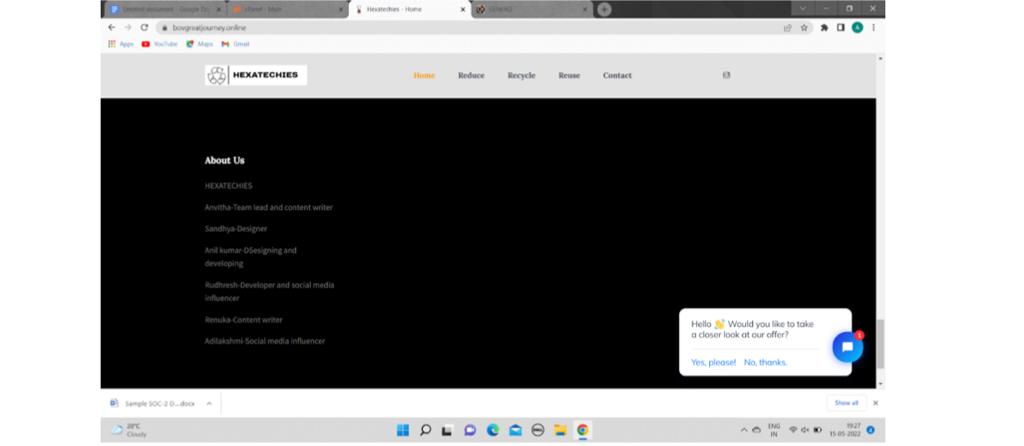 Untitled document - Google Do
cPanel - Main
Hexatechies - Home
bovgreatjourney.online
Apps YouTube Maps Gmail
HEXATECHIES
Home Reduce Recycle Reuse Contact
About Us
HEXATECHIES
Anvitha-Team lead and content writer
Sandhya-Designer
Anil kumar-DSesigning and
developing
Rudhresh-Developer and social media
influencer
Renuka-Content writer
Adilakshmi-Social media influencer
Hello 👋 Would you like to take
a closer look at our offer?
Yes, please! No, thanks.
1
Sample SOC-2 D....docx
Show all
28°C
Cloudy
ENG
IN
19:27
15-05-2022